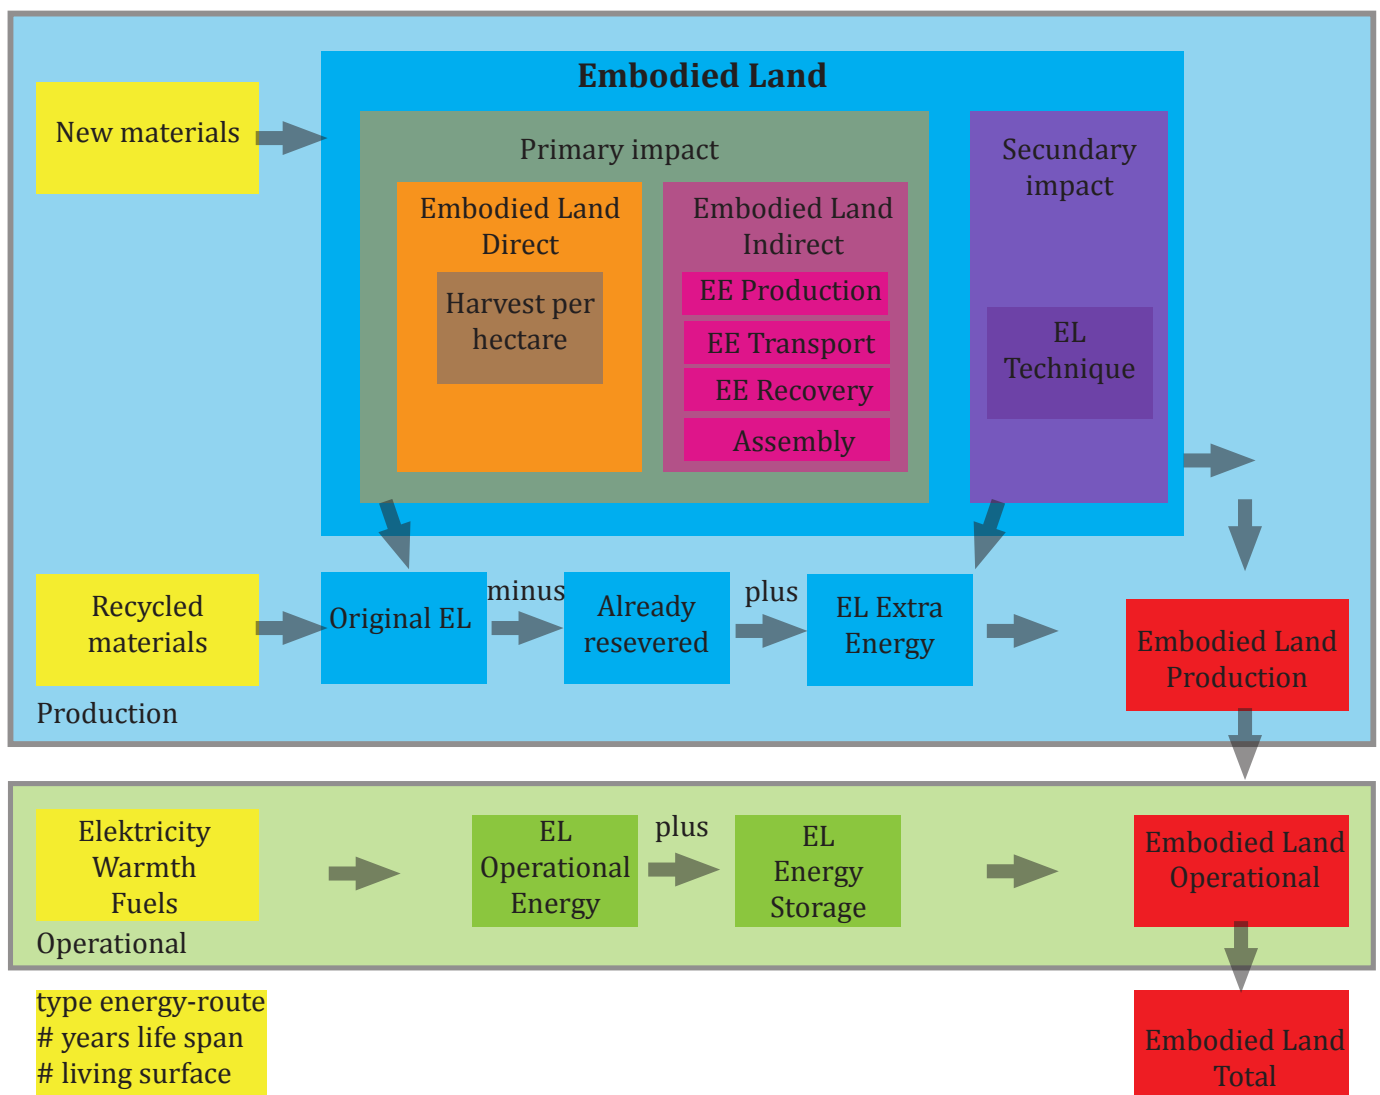 Embodied Land
New materials
Primary impact
Secundary
impact
Embodied Land
Direct
Harvest per
hectare
Embodied Land
Indirect
EE Production
EE Transport
EE Recovery
Assembly
EL
Technique
Recycled
materials
Original EL
minus
Already
resevered
plus
EL Extra
Energy
Embodied Land
Production
Production
Elektricity
Warmth
Fuels
EL
Operational
Energy
plus
EL
Energy
Storage
Embodied Land
Operational
Operational
type energy-route
# years life span
# living surface
Embodied Land
Total